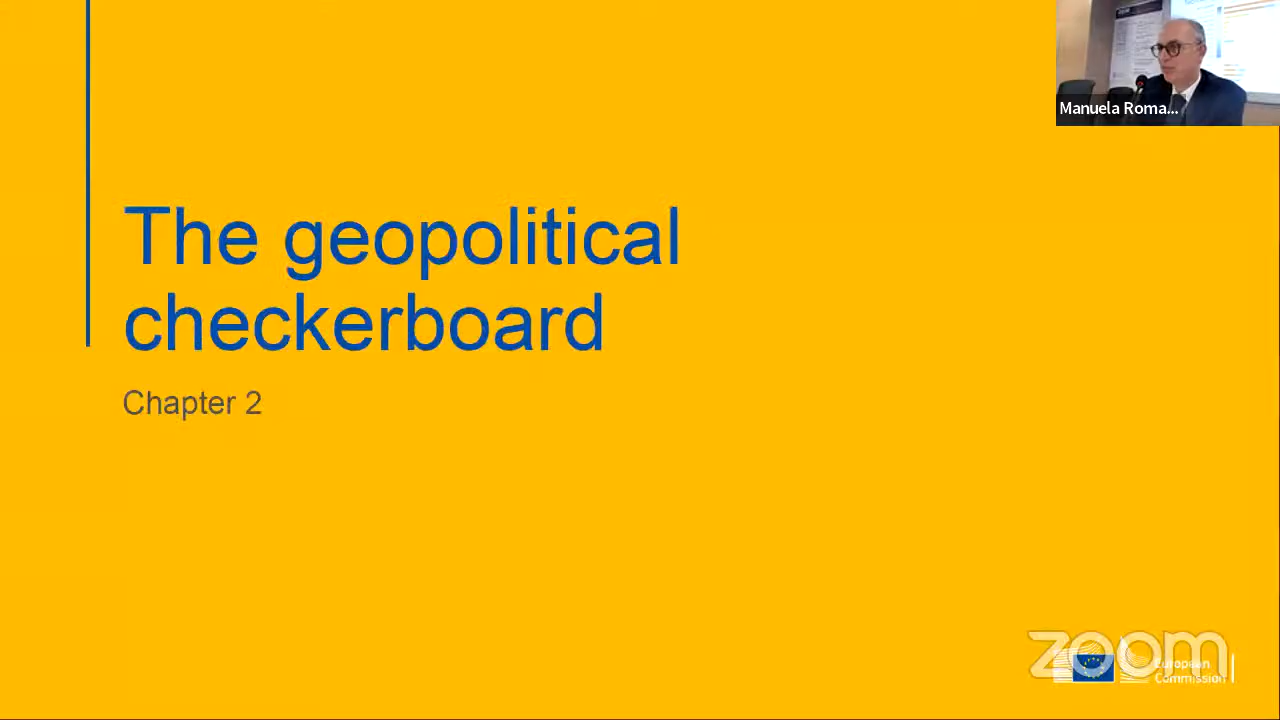 Manuela Roma...
The geopolitical
checkerboard
Chapter 2
zoom
European
Commission